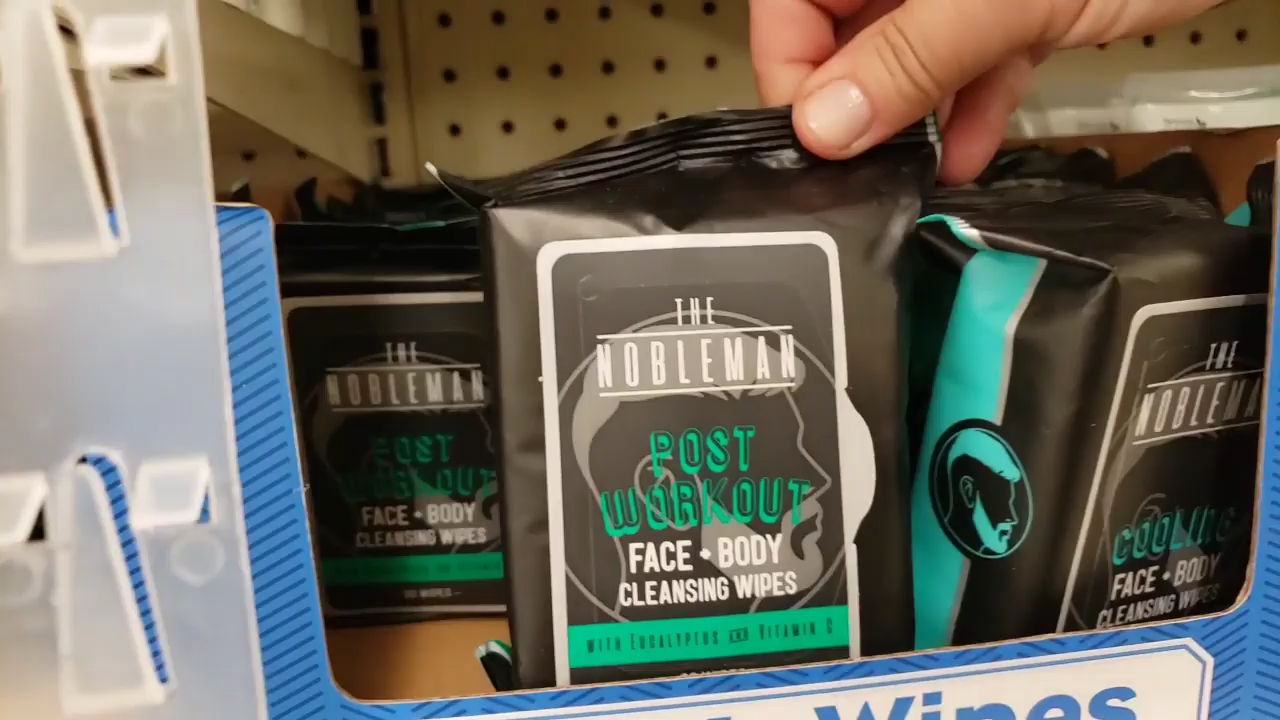 THE
NOBLEMAN
POST
WORKOUT
FACE + BODY
CLEANSING WIPES
WITH EUCALYPTUS AND VITAMIN C
THE
NOBLEMAN
POST
WORKOUT
FACE + BODY
CLEANSING WIPES
THE
COOLING
FACE + BODY
CLEANSING WIPES
Wipes